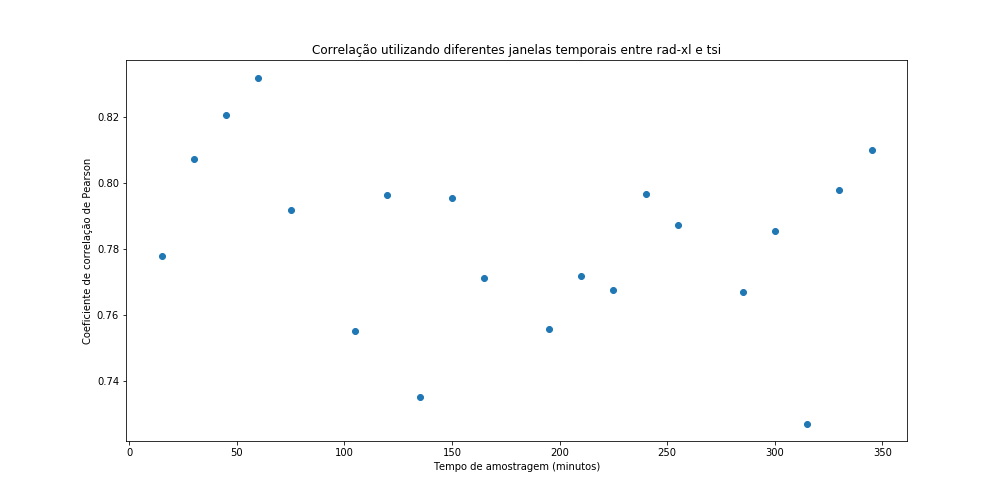 Correlação utilizando diferentes janelas temporais entre rad-xl e tsi
Coeficiente de correlação de Pearson
0.82
0.80
0.78
0.76
0.74
0 50 100 150 200 250 300 350
Tempo de amostragem (minutos)